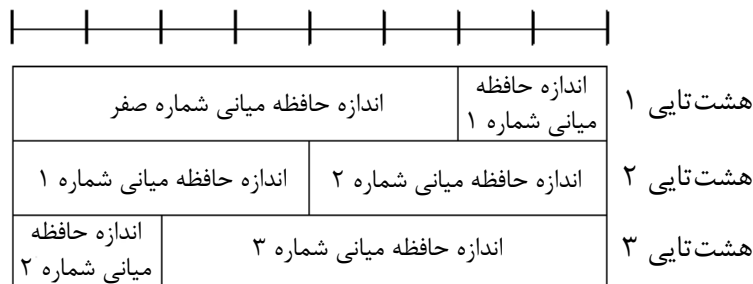 هشت‌تایی ۱
اندازه حافظه
میانی شماره ۱
اندازه حافظه میانی شماره صفر
هشت‌تایی ۲
اندازه حافظه میانی شماره ۲
اندازه حافظه میانی شماره ۱
هشت‌تایی ۳
اندازه حافظه میانی شماره ۳
اندازه حافظه
میانی شماره ۲